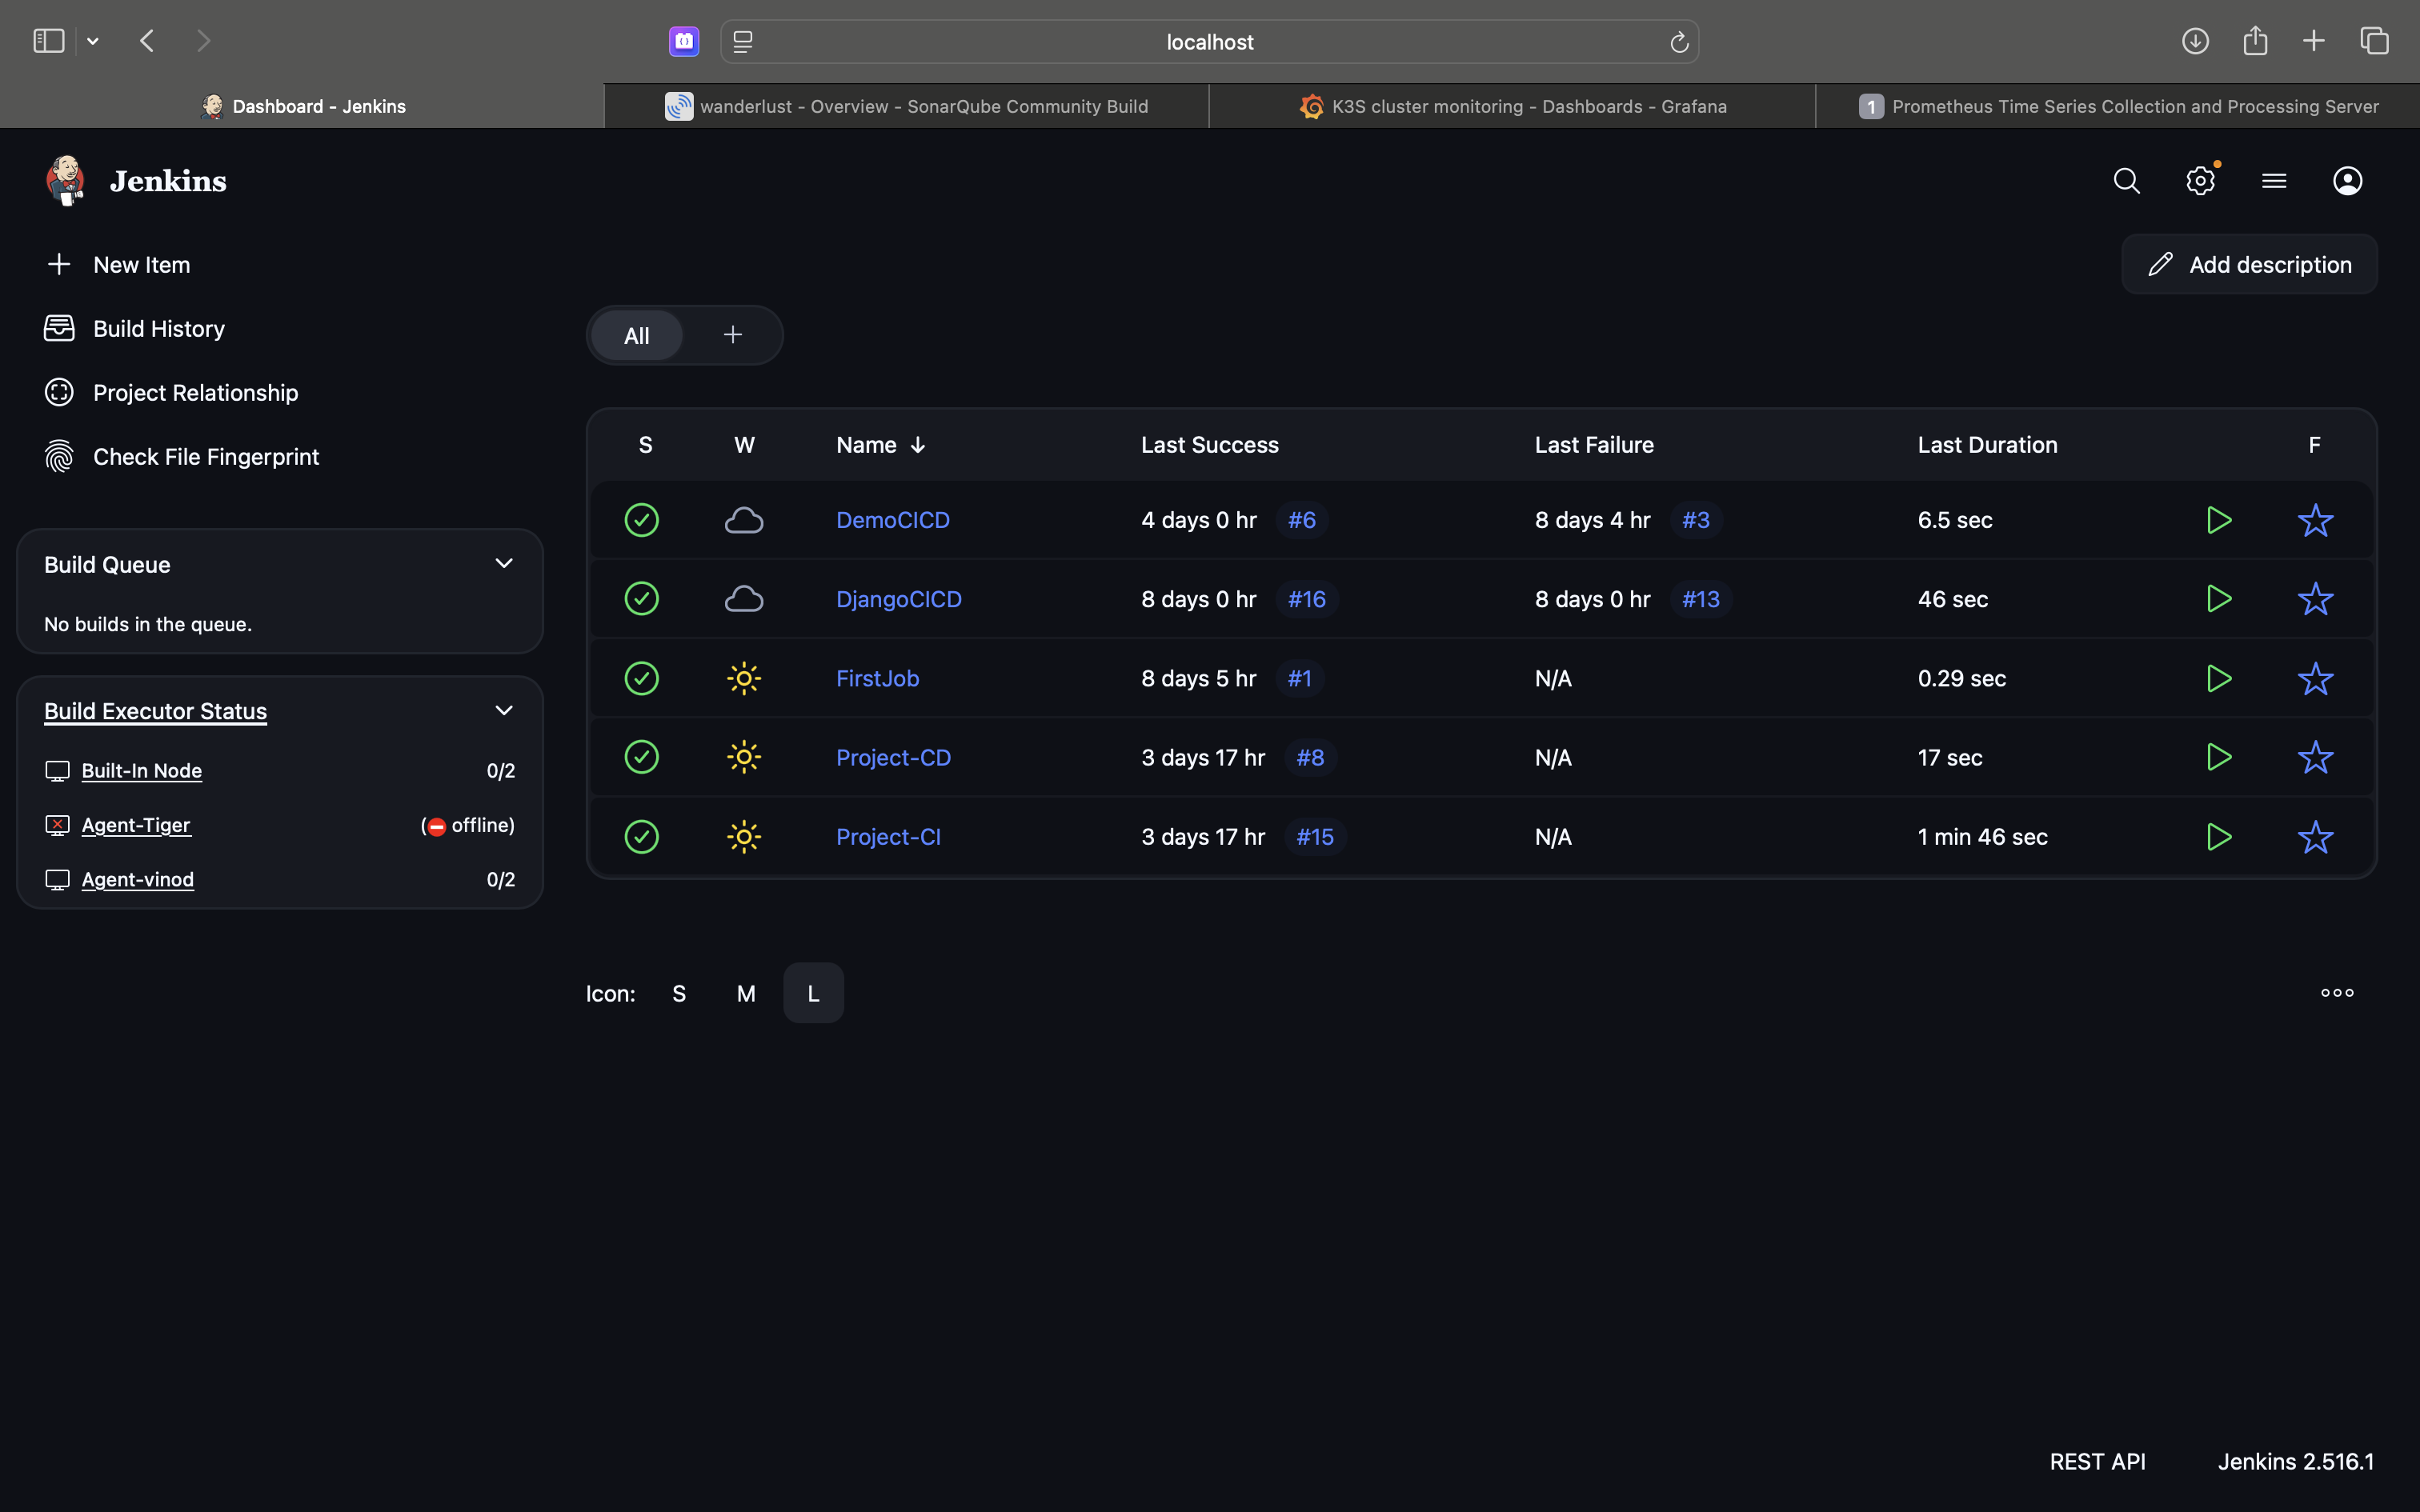 localhost
Dashboard - Jenkins
wanderlust - Overview - SonarQube Community Build
K3S cluster monitoring - Dashboards - Grafana
1 Prometheus Time Series Collection and Processing Server
Jenkins
New Item
Add description
Build History
All
Project Relationship
Check File Fingerprint
Build Queue
No builds in the queue.
Build Executor Status
Built-In Node 0/2
Agent-Tiger (offline)
Agent-vinod 0/2
S W Name ↓ Last Success Last Failure Last Duration F
DemoCICD 4 days 0 hr #6 8 days 4 hr #3 6.5 sec
DjangoCICD 8 days 0 hr #16 8 days 0 hr #13 46 sec
FirstJob 8 days 5 hr #1 N/A 0.29 sec
Project-CD 3 days 17 hr #8 N/A 17 sec
Project-CI 3 days 17 hr #15 N/A 1 min 46 sec
Icon: S M L
REST API Jenkins 2.516.1